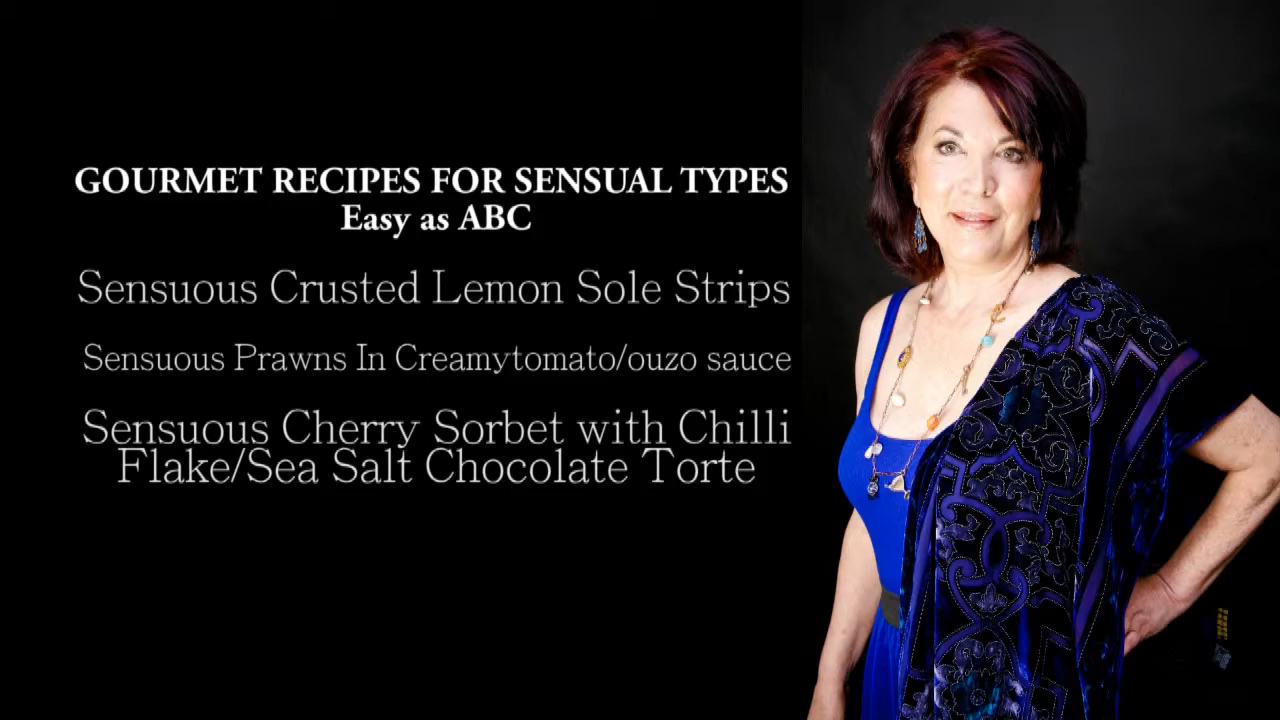 GOURMET RECIPES FOR SENSUAL TYPES
Easy as ABC
Sensuous Crusted Lemon Sole Strips
Sensuous Prawns In Creamytomato/ouzo sauce
Sensuous Cherry Sorbet with Chilli
Flake/Sea Salt Chocolate Torte